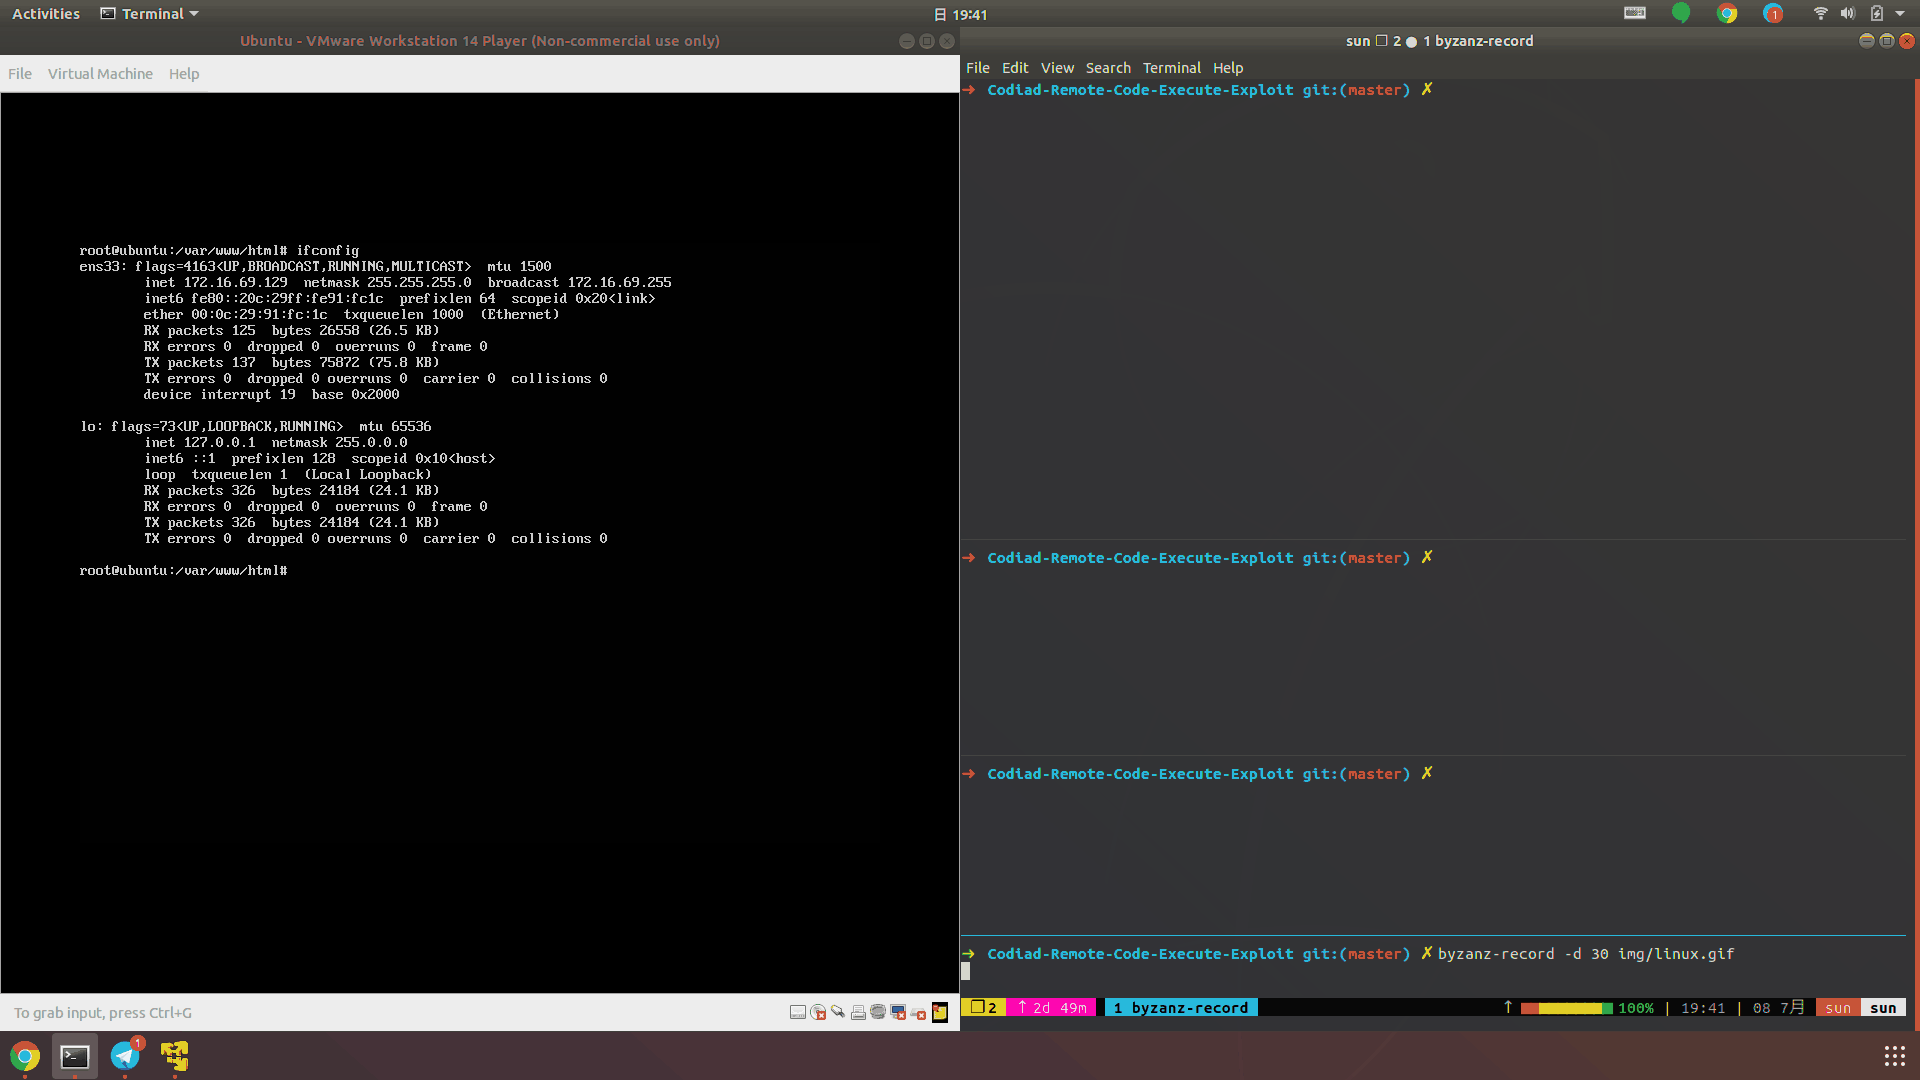 Activities
Terminal
日 19:41
1
Ubuntu - VMware Workstation 14 Player (Non-commercial use only)
File Virtual Machine Help
root@ubuntu:/var/www/html# ifconfig
ens33: flags=4163<UP,BROADCAST,RUNNING,MULTICAST>  mtu 1500
        inet 172.16.69.129  netmask 255.255.255.0  broadcast 172.16.69.255
        inet6 fe80::20c:29ff:fe91:fc1c  prefixlen 64  scopeid 0x20<link>
        ether 00:0c:29:91:fc:1c  txqueuelen 1000  (Ethernet)
        RX packets 125  bytes 26558 (26.5 KB)
        RX errors 0  dropped 0  overruns 0  frame 0
        TX packets 137  bytes 75872 (75.8 KB)
        TX errors 0  dropped 0 overruns 0  carrier 0  collisions 0
        device interrupt 19  base 0x2000
lo: flags=73<UP,LOOPBACK,RUNNING>  mtu 65536
        inet 127.0.0.1  netmask 255.0.0.0
        inet6 ::1  prefixlen 128  scopeid 0x10<host>
        loop  txqueuelen 1  (Local Loopback)
        RX packets 326  bytes 24184 (24.1 KB)
        RX errors 0  dropped 0  overruns 0  frame 0
        TX packets 326  bytes 24184 (24.1 KB)
        TX errors 0  dropped 0 overruns 0  carrier 0  collisions 0
root@ubuntu:/var/www/html#
To grab input, press Ctrl+G
sun ❐ 2 ● 1 byzanz-record
File Edit View Search Terminal Help
➜ Codiad-Remote-Code-Execute-Exploit git:(master) ✗
➜ Codiad-Remote-Code-Execute-Exploit git:(master) ✗
➜ Codiad-Remote-Code-Execute-Exploit git:(master) ✗
➜ Codiad-Remote-Code-Execute-Exploit git:(master) ✗ byzanz-record -d 30 img/linux.gif
❐ 2 ↑ 2d 49m 1 byzanz-record ↑ 100% | 19:41 | 08 7月 sun sun
1